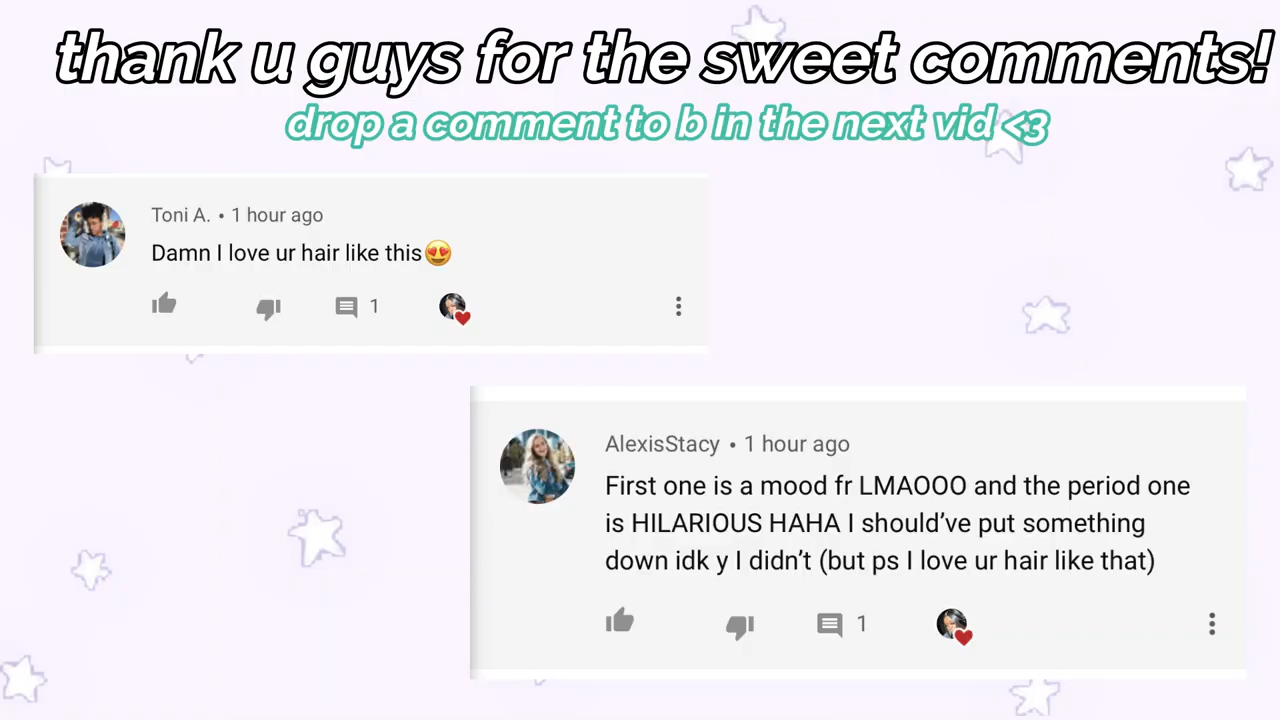 thank u guys for the sweet comments!
drop a comment to b in the next vid <3
Toni A. • 1 hour ago
Damn I love ur hair like this😍
1
AlexisStacy • 1 hour ago
First one is a mood fr LMAOOO and the period one
is HILARIOUS HAHA I should’ve put something
down idk y I didn’t (but ps I love ur hair like that)
1